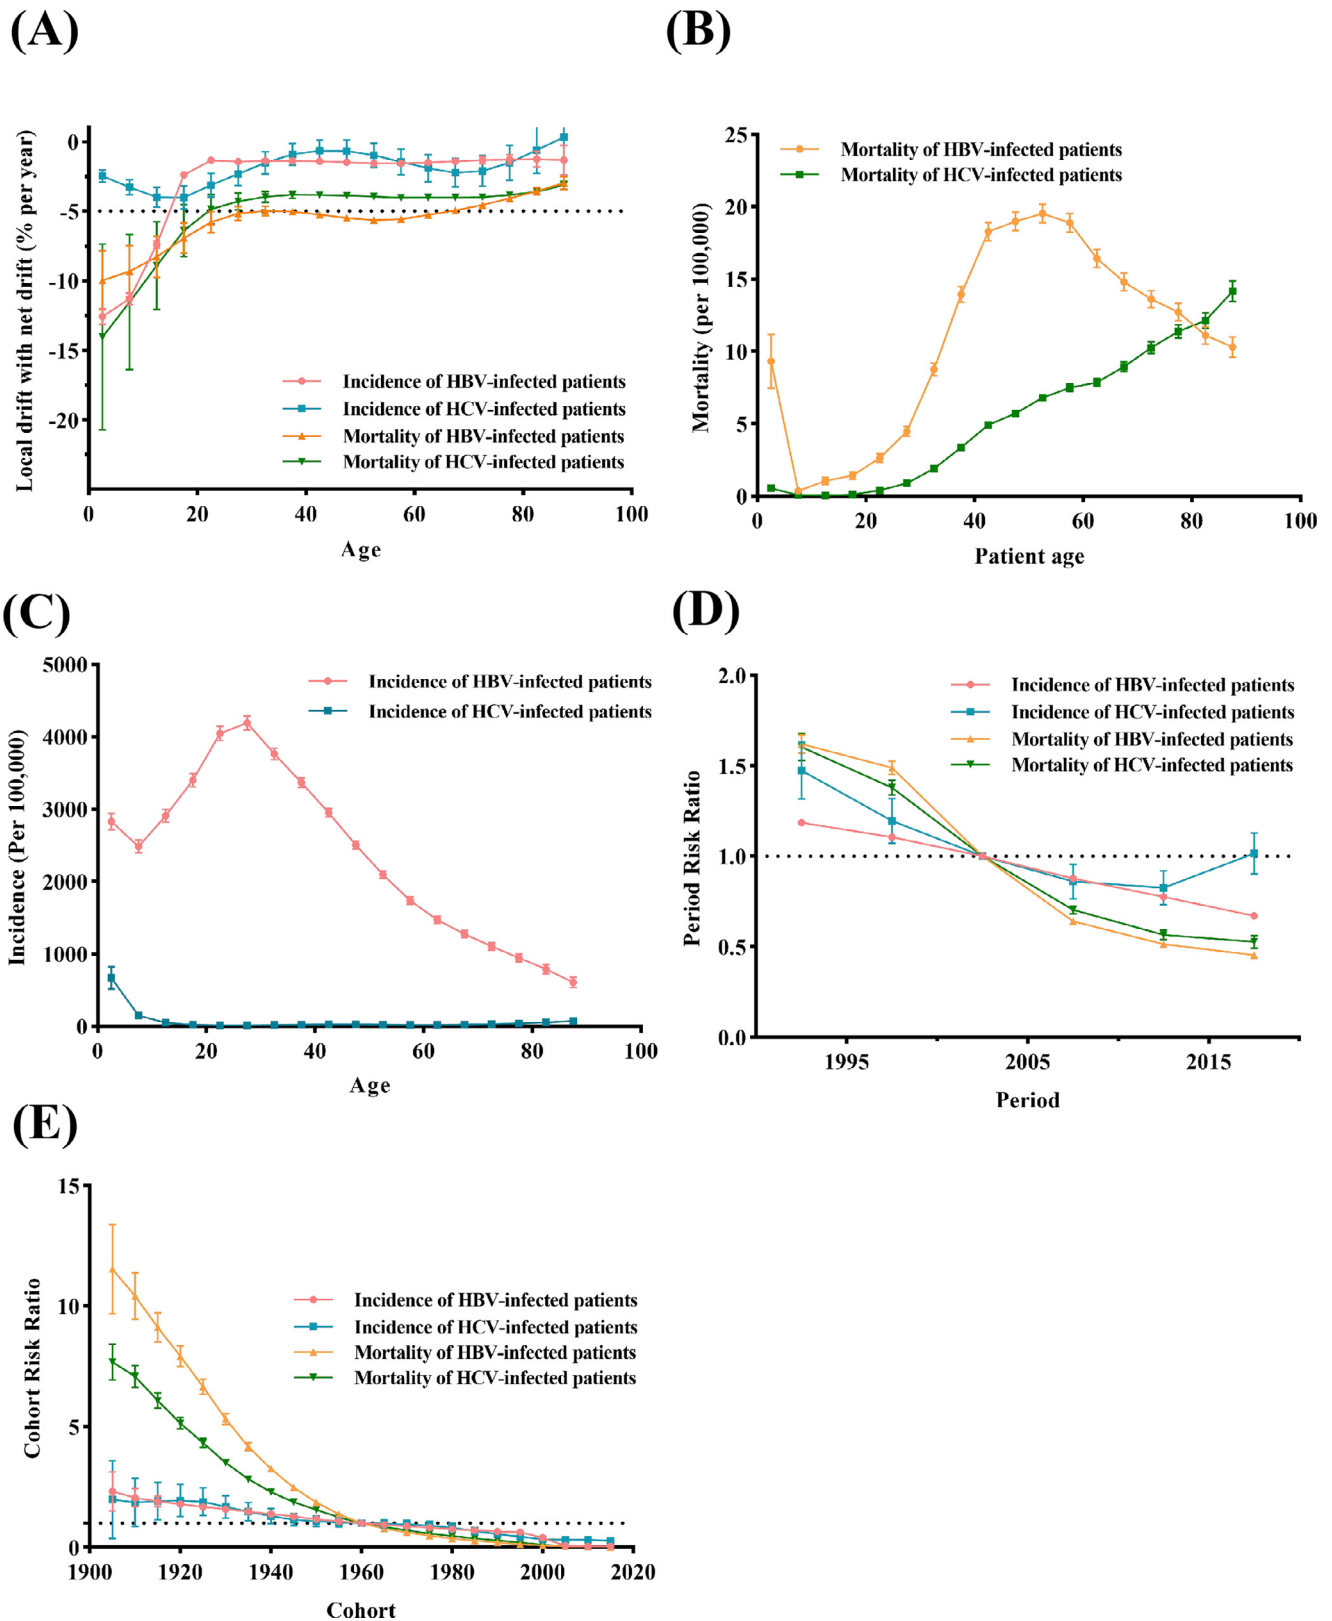 (A)
Local drift with net drift (% per year)
0
-5
-10
-15
-20
Incidence of HBV-infected patients
Incidence of HCV-infected patients
Mortality of HBV-infected patients
Mortality of HCV-infected patients
0 20 40 60 80 100
Age
(B)
Mortality (per 100,000)
25
20
15
10
5
0
Mortality of HBV-infected patients
Mortality of HCV-infected patients
0 20 40 60 80 100
Patient age
(C)
Incidence (Per 100,000)
5000
4000
3000
2000
1000
0
Incidence of HBV-infected patients
Incidence of HCV-infected patients
0 20 40 60 80 100
Age
(D)
Period Risk Ratio
2.0
1.5
1.0
0.5
0.0
Incidence of HBV-infected patients
Incidence of HCV-infected patients
Mortality of HBV-infected patients
Mortality of HCV-infected patients
1995 2005 2015
Period
(E)
Cohort Risk Ratio
15
10
5
0
Incidence of HBV-infected patients
Incidence of HCV-infected patients
Mortality of HBV-infected patients
Mortality of HCV-infected patients
1900 1920 1940 1960 1980 2000 2020
Cohort